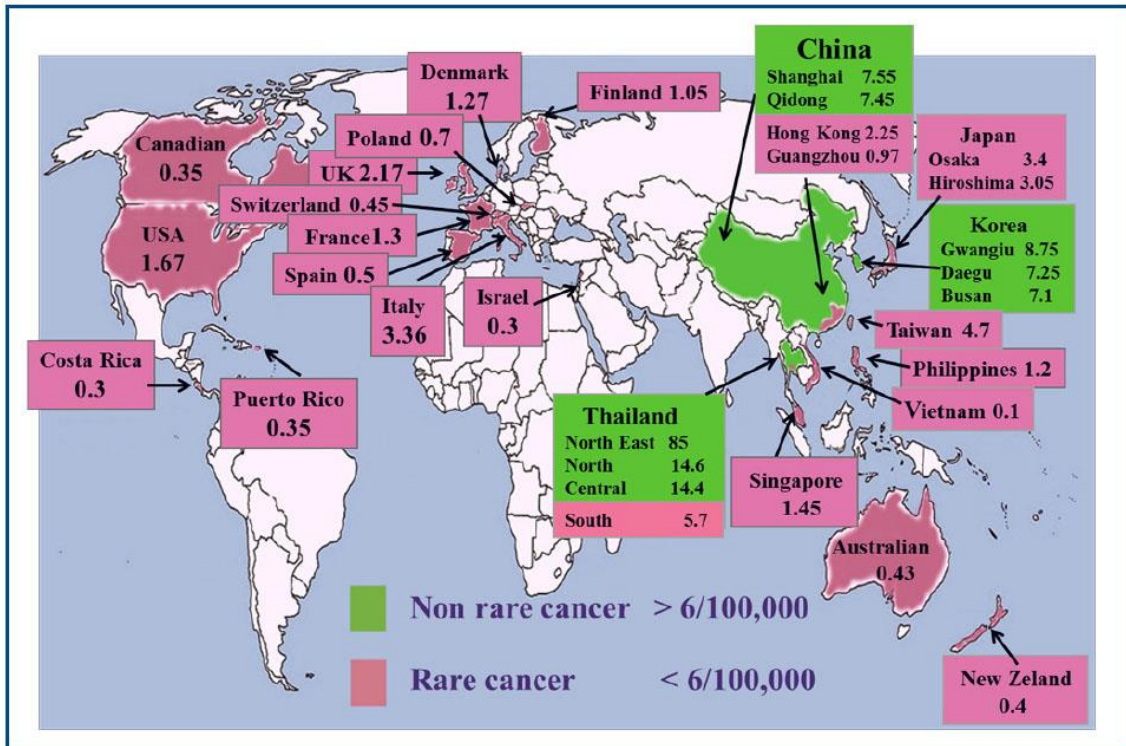 Denmark
1.27
Finland 1.05
China
Shanghai 7.55
Qidong 7.45
Hong Kong 2.25
Guangzhou 0.97
Japan
Osaka 3.4
Hiroshima 3.05
Korea
Gwangiu 8.75
Daegu 7.25
Busan 7.1
Canadian
0.35
Poland 0.7
UK 2.17
Switzerland 0.45
USA
1.67
France1.3
Spain 0.5
Italy
3.36
Israel
0.3
Taiwan 4.7
Philippines 1.2
Vietnam 0.1
Costa Rica
0.3
Puerto Rico
0.35
Thailand
North East 85
North 14.6
Central 14.4
South 5.7
Singapore
1.45
Australian
0.43
Non rare cancer > 6/100,000
Rare cancer < 6/100,000
New Zeland
0.4